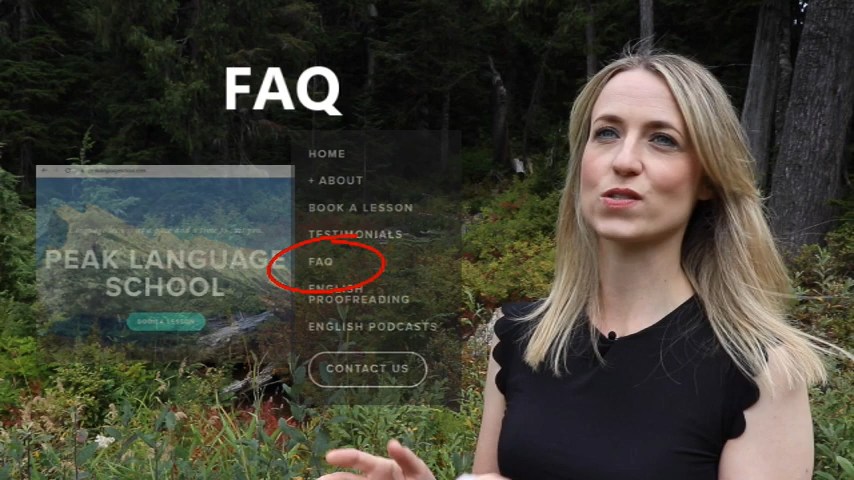 FAQ
HOME
+ ABOUT
BOOK A LESSON
TESTIMONIALS
FAQ
ENGLISH
PROOFREADING
ENGLISH PODCASTS
CONTACT US
PEAK LANGUAGE
SCHOOL
BOOK A LESSON